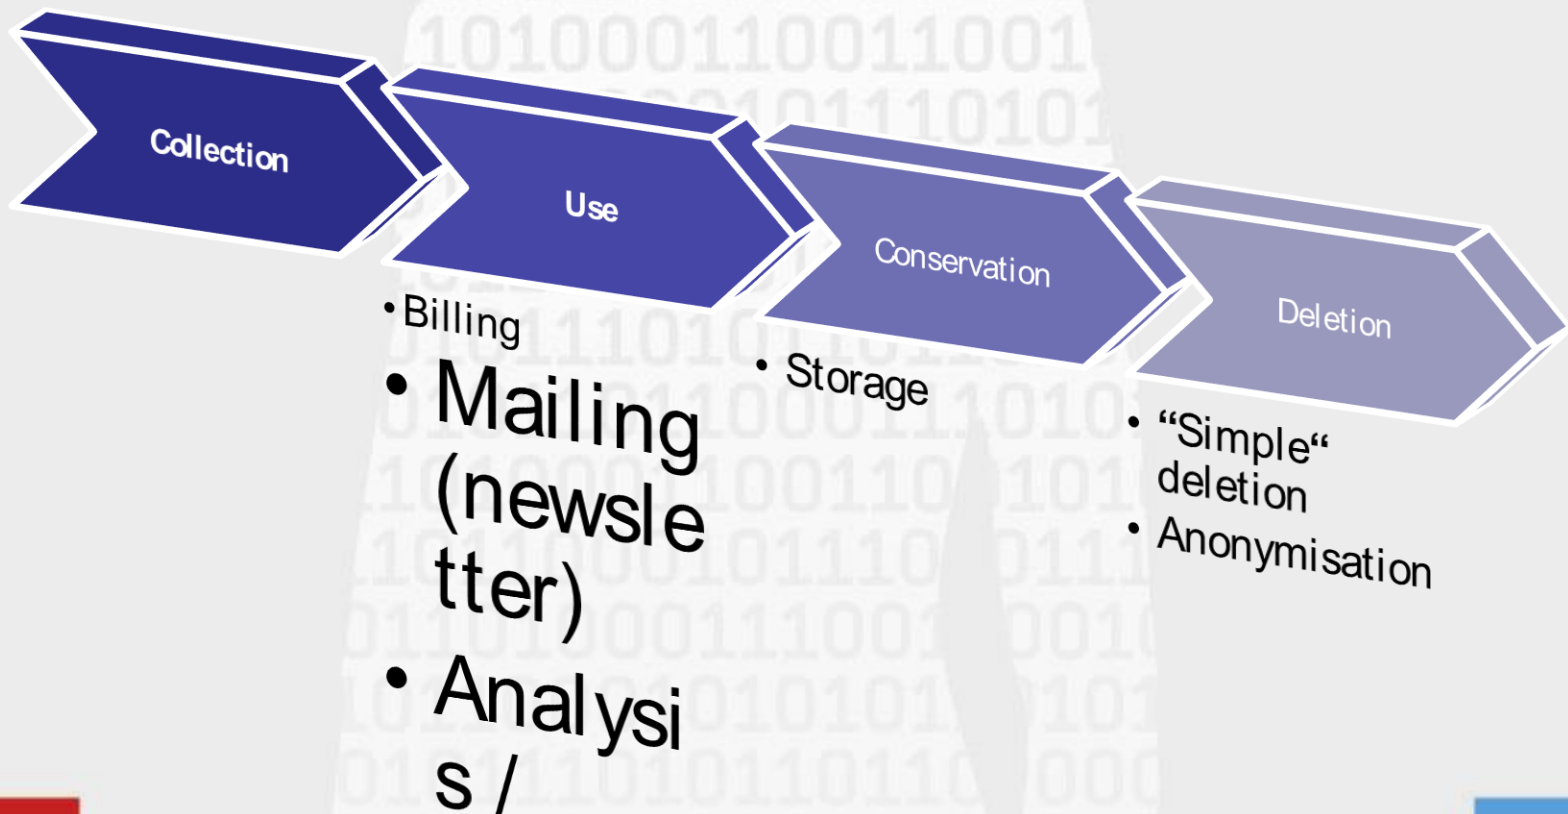 Collection
Use
Conservation
Deletion
• Billing
• Mailing
(newsle
tter)
• Analysi
s /
• Storage
• “Simple“
deletion
• Anonymisation